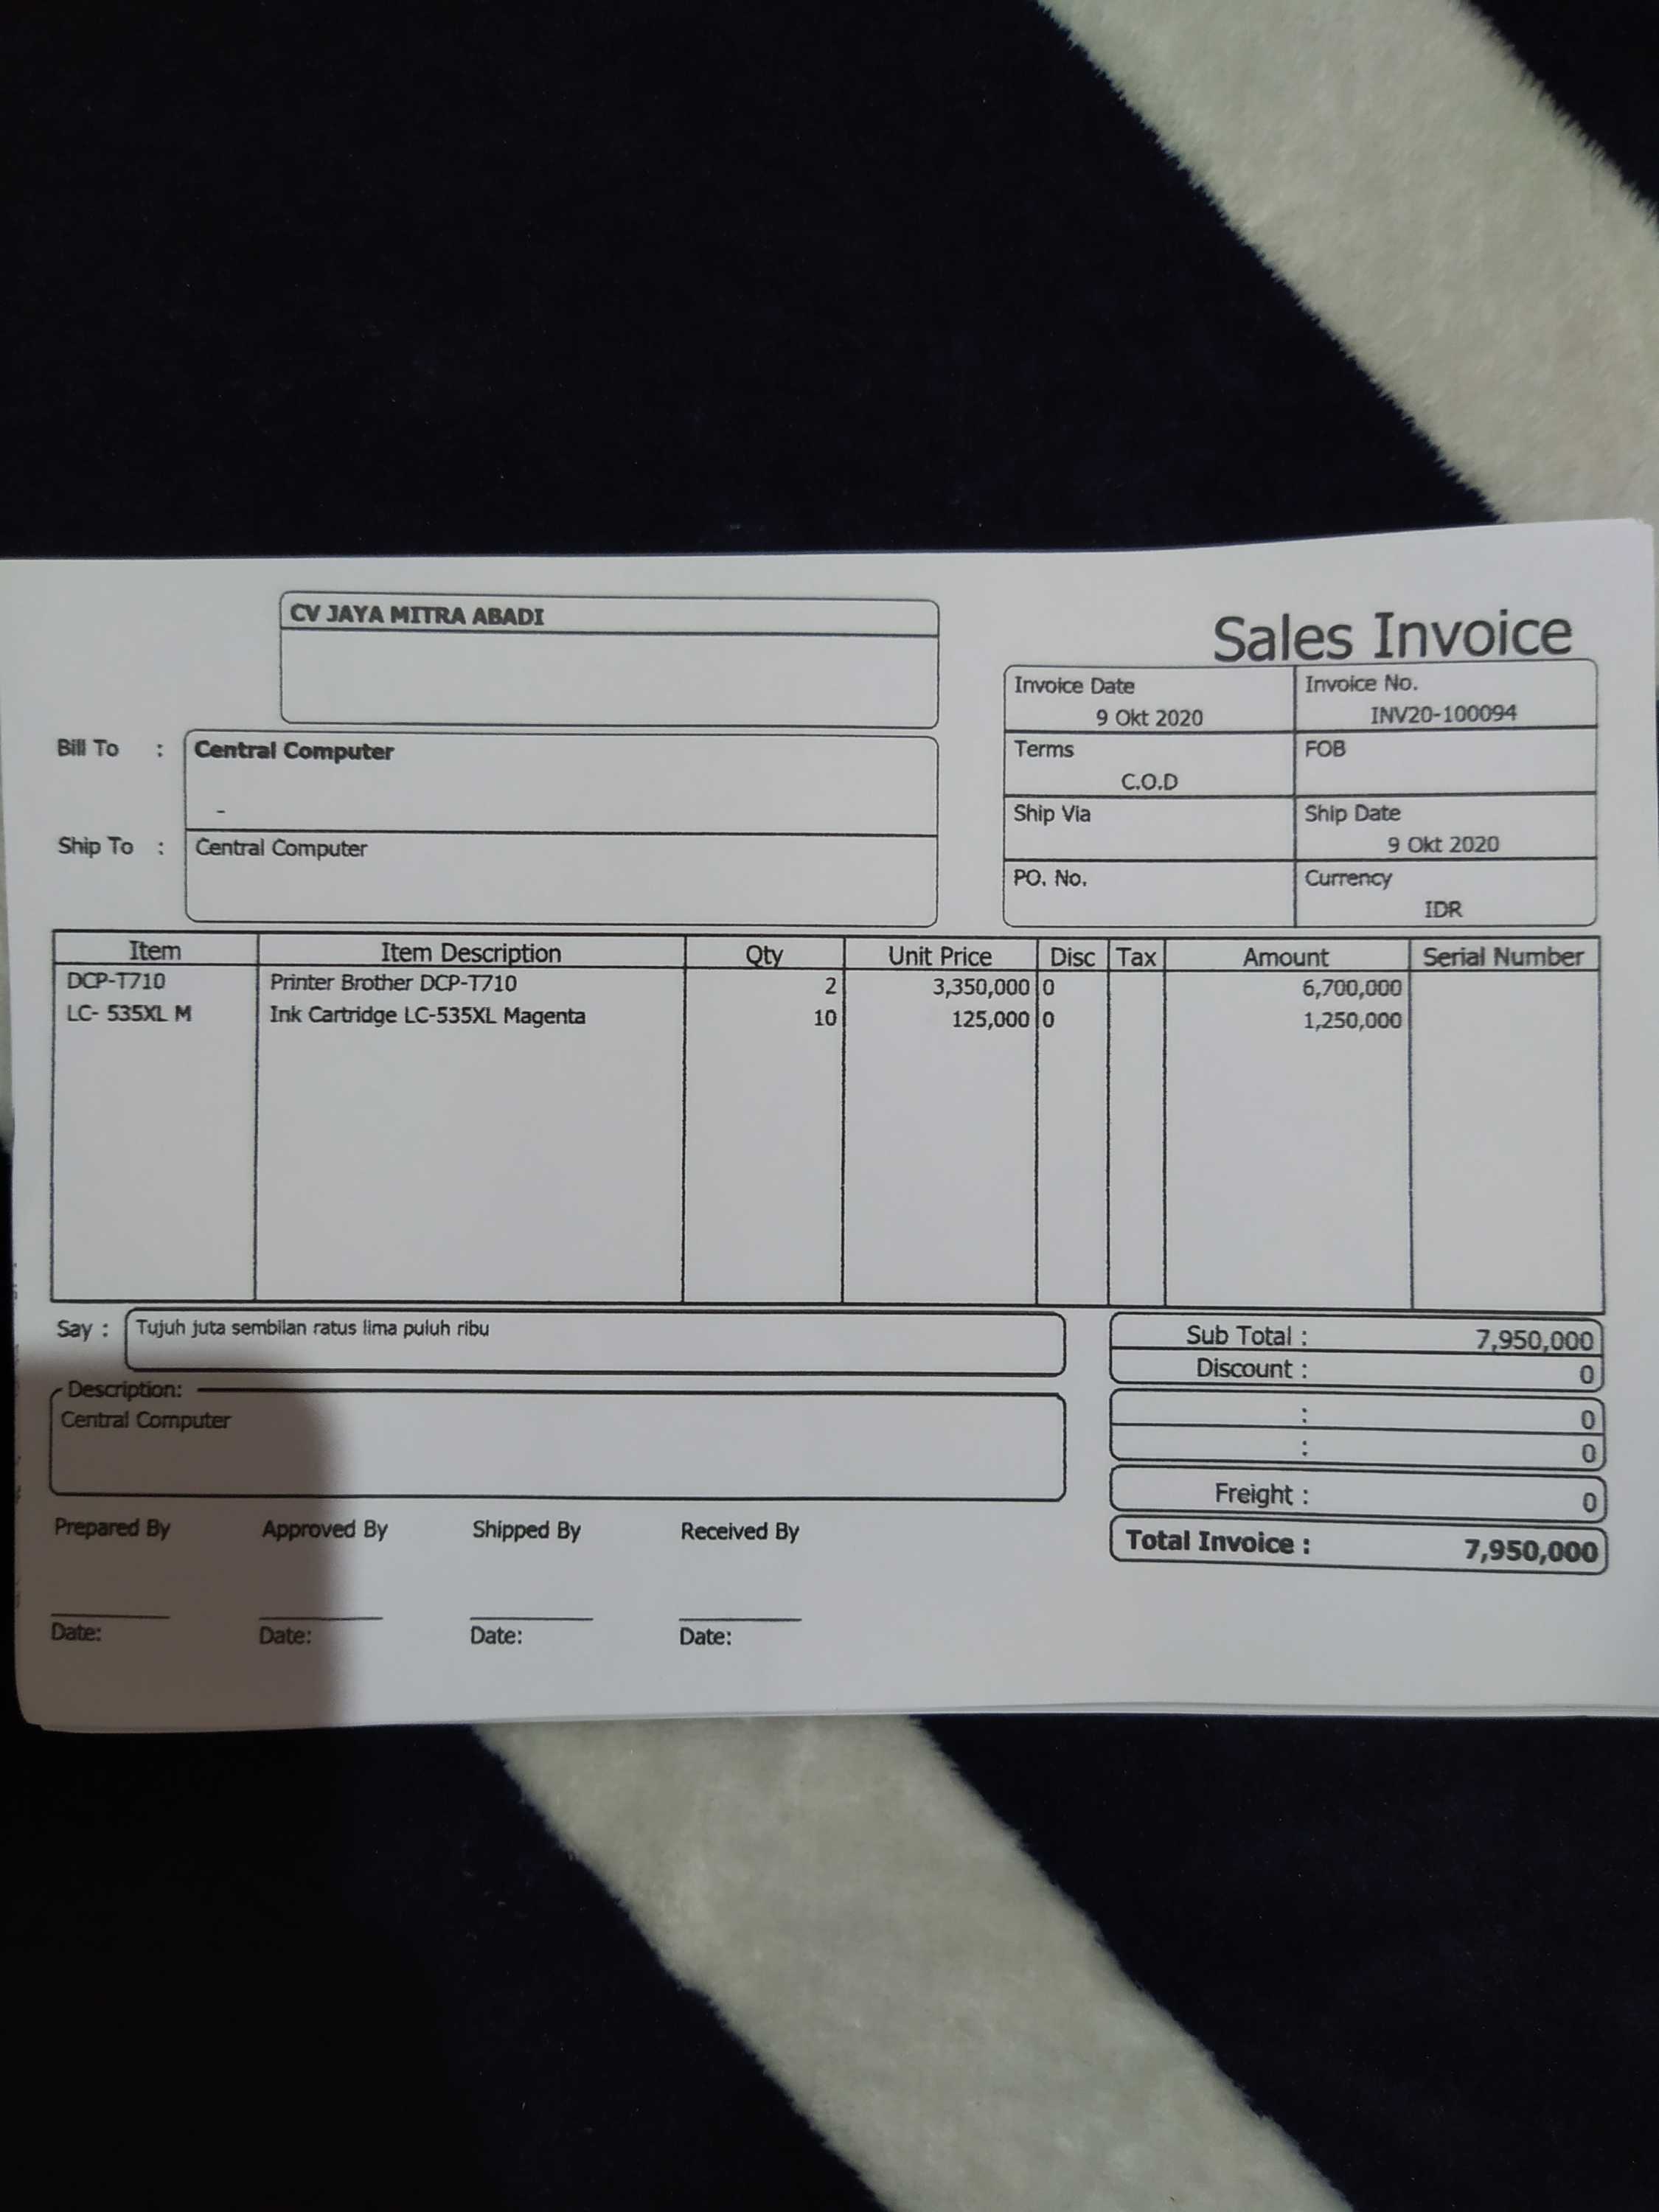 CV JAYA MITRA ABADI
Sales Invoice
Invoice Date
9 Okt 2020
Invoice No.
INV20-100094
Bill To :
Central Computer
-
Terms
C.O.D
FOB
Ship Via
Ship Date
9 Okt 2020
Ship To :
Central Computer
PO. No.
Currency
IDR
Item Item Description Qty Unit Price Disc Tax Amount Serial Number
DCP-T710 Printer Brother DCP-T710 2 3,350,000 0 6,700,000
LC- 535XL M Ink Cartridge LC-535XL Magenta 10 125,000 0 1,250,000
Say : Tujuh juta sembilan ratus lima puluh ribu
Description:
Central Computer
Sub Total : 7,950,000
Discount : 0
: 0
: 0
Freight : 0
Total Invoice : 7,950,000
Prepared By Approved By Shipped By Received By
Date: Date: Date: Date: